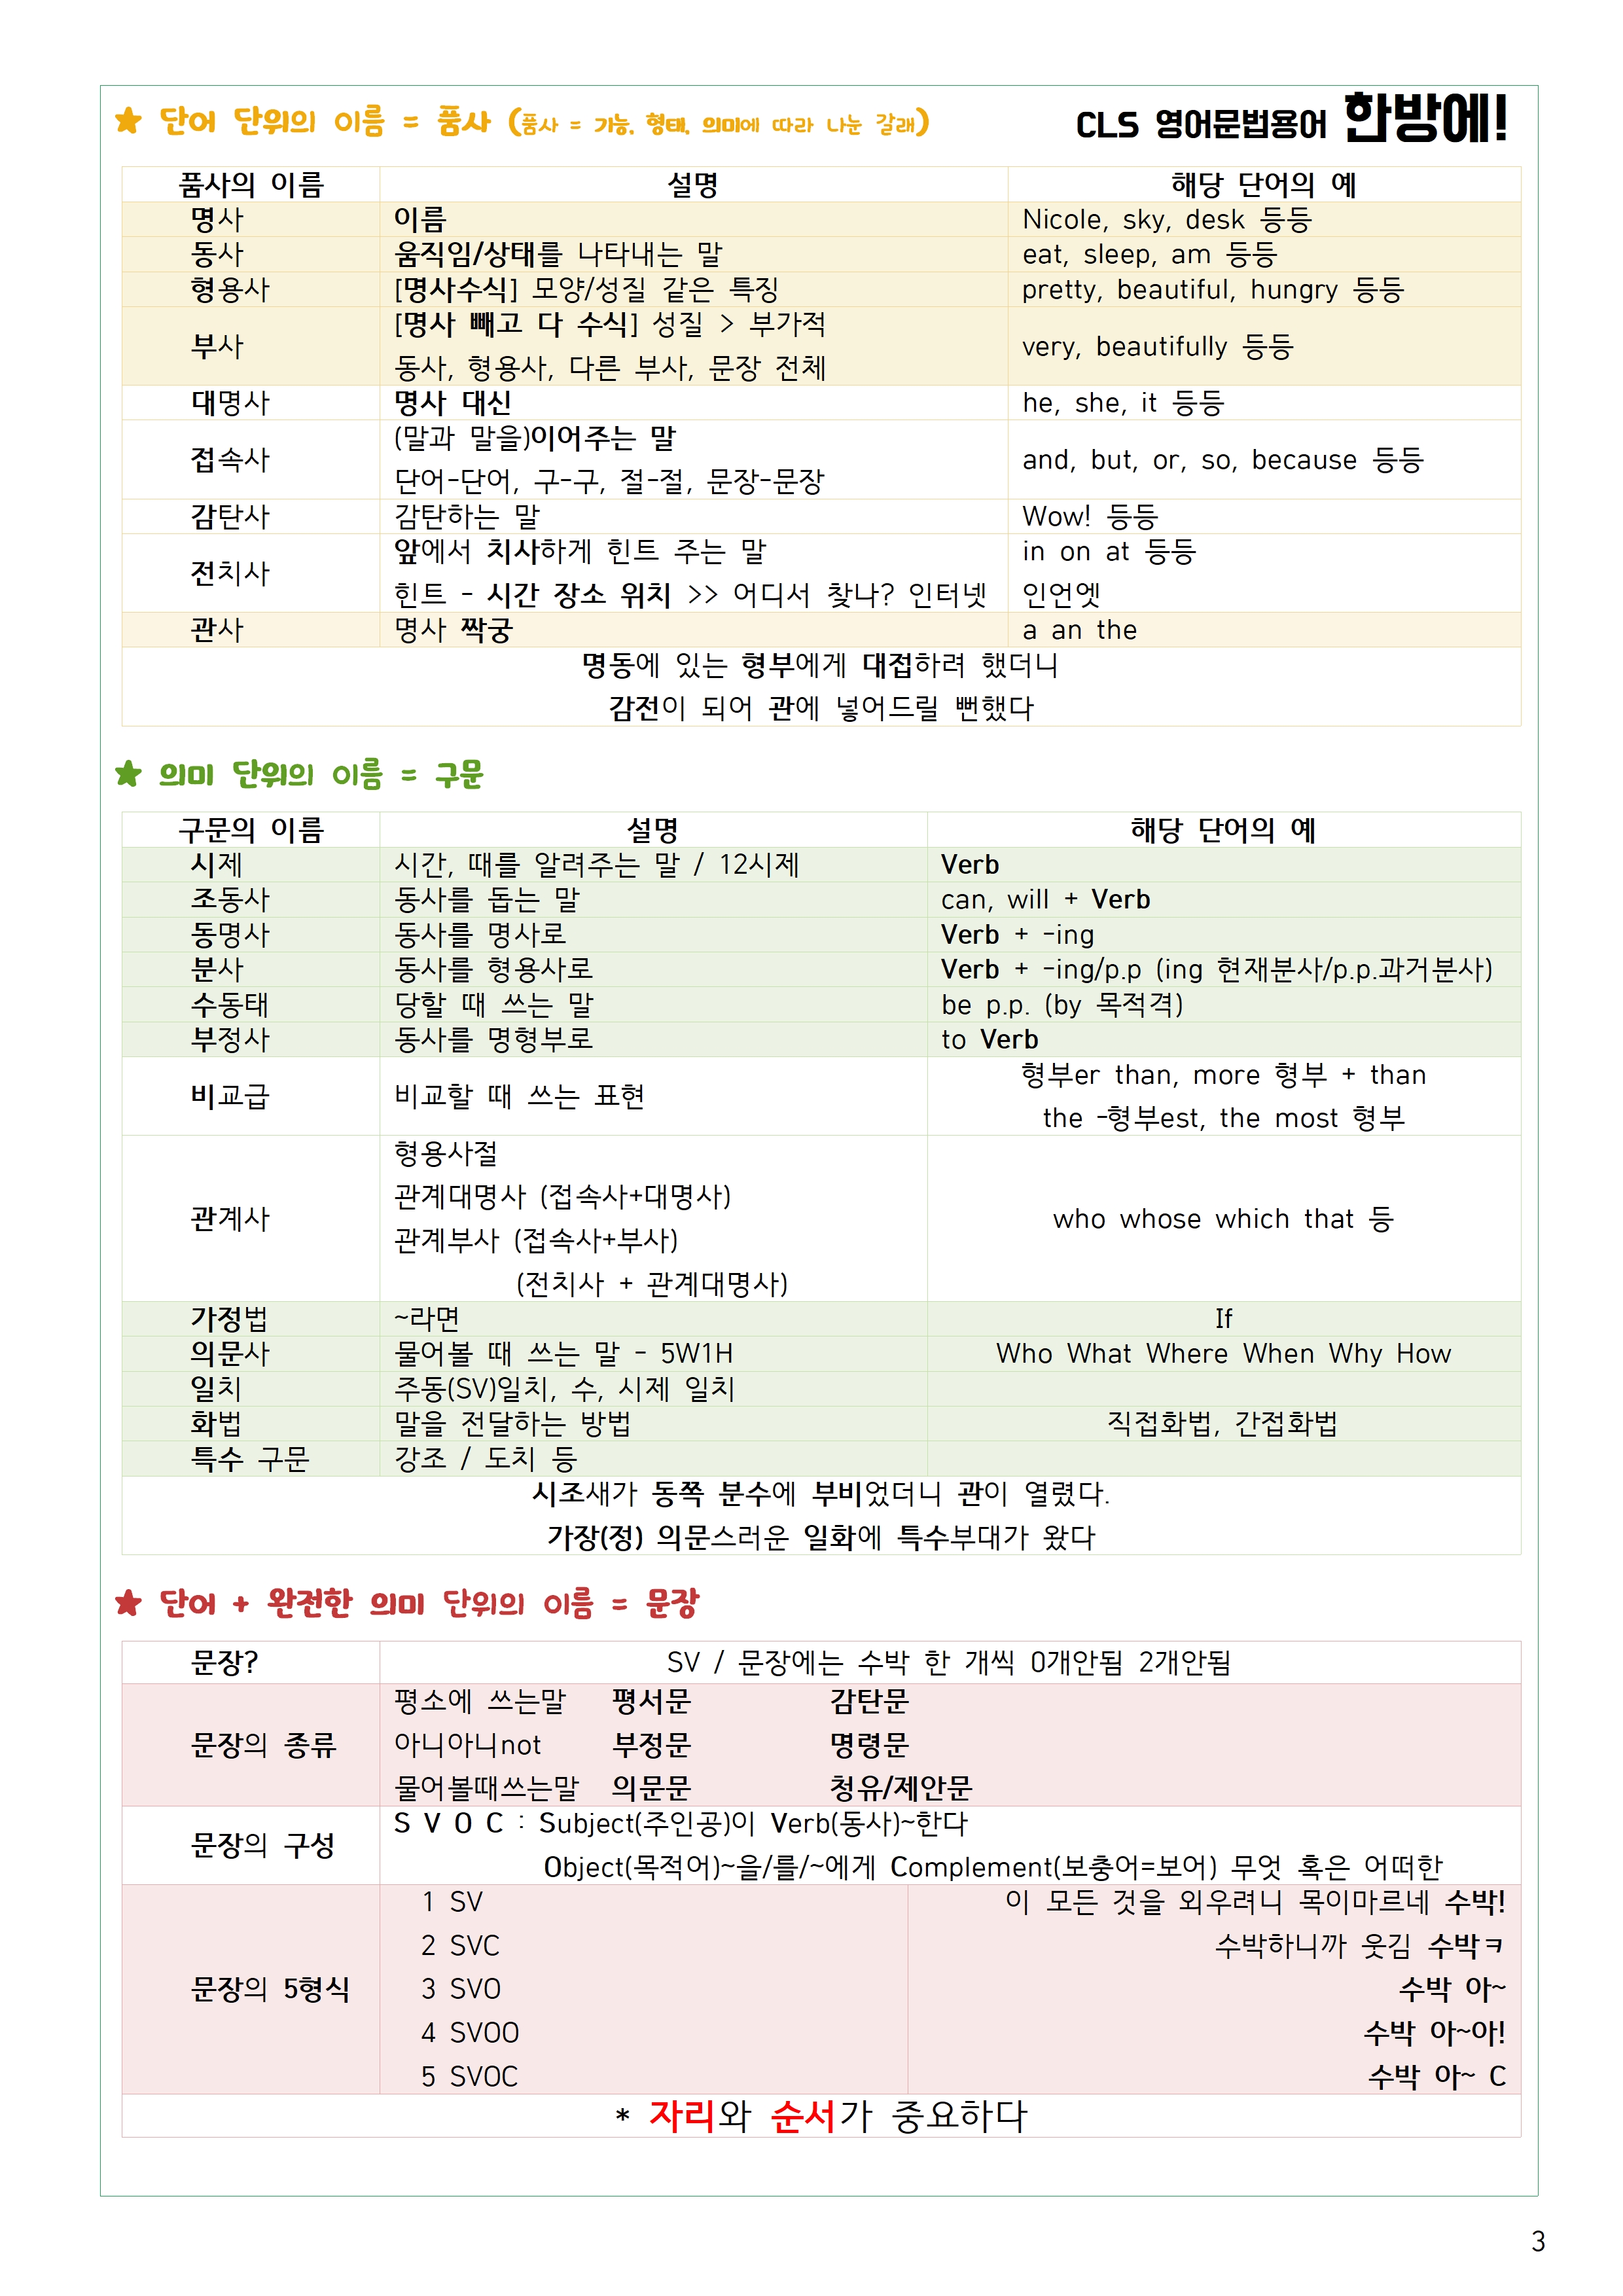 ★ 단어 단위의 이름 = 품사 (품사 = 기능, 형태, 의미에 따라 나눈 갈래)
CLS 영어문법용어 한방에!
품사의 이름 설명 해당 단어의 예
명사 이름 Nicole, sky, desk 등등
동사 움직임/상태를 나타내는 말 eat, sleep, am 등등
형용사 [명사수식] 모양/성질 같은 특징 pretty, beautiful, hungry 등등
부사 [명사 빼고 다 수식] 성질 > 부가적
동사, 형용사, 다른 부사, 문장 전체
very, beautifully 등등
대명사 명사 대신 he, she, it 등등
접속사 (말과 말을)이어주는 말
단어-단어, 구-구, 절-절, 문장-문장
and, but, or, so, because 등등
감탄사 감탄하는 말 Wow! 등등
전치사 앞에서 치사하게 힌트 주는 말
힌트 - 시간 장소 위치 >> 어디서 찾나? 인터넷
in on at 등등
인언엣
관사 명사 짝궁 a an the
명동에 있는 형부에게 대접하려 했더니
감전이 되어 관에 넣어드릴 뻔했다
★ 의미 단위의 이름 = 구문
구문의 이름 설명 해당 단어의 예
시제 시간, 때를 알려주는 말 / 12시제 Verb
조동사 동사를 돕는 말 can, will + Verb
동명사 동사를 명사로 Verb + -ing
분사 동사를 형용사로 Verb + -ing/p.p (ing 현재분사/p.p.과거분사)
수동태 당할 때 쓰는 말 be p.p. (by 목적격)
부정사 동사를 명형부로 to Verb
비교급 비교할 때 쓰는 표현
형부er than, more 형부 + than
the -형부est, the most 형부
관계사
형용사절
관계대명사 (접속사+대명사)
관계부사 (접속사+부사)
(전치사 + 관계대명사)
who whose which that 등
가정법 ~라면 If
의문사 물어볼 때 쓰는 말 - 5W1H Who What Where When Why How
일치 주동(SV)일치, 수, 시제 일치
화법 말을 전달하는 방법 직접화법, 간접화법
특수 구문 강조 / 도치 등
시조새가 동쪽 분수에 부비었더니 관이 열렸다.
가장(정) 의문스러운 일화에 특수부대가 왔다
★ 단어 + 완전한 의미 단위의 이름 = 문장
문장? SV / 문장에는 수박 한 개씩 0개안됨 2개안됨
문장의 종류
평소에 쓰는말 평서문 감탄문
아니아니not 부정문 명령문
물어볼때쓰는말 의문문 청유/제안문
문장의 구성
S V O C : Subject(주인공)이 Verb(동사)~한다
Object(목적어)~을/를/~에게 Complement(보충어=보어) 무엇 혹은 어떠한
문장의 5형식
1 SV 이 모든 것을 외우려니 목이마르네 수박!
2 SVC 수박하니까 웃김 수박ㅋ
3 SVO 수박 아~
4 SVOO 수박 아~아!
5 SVOC 수박 아~ C
* 자리와 순서가 중요하다
3